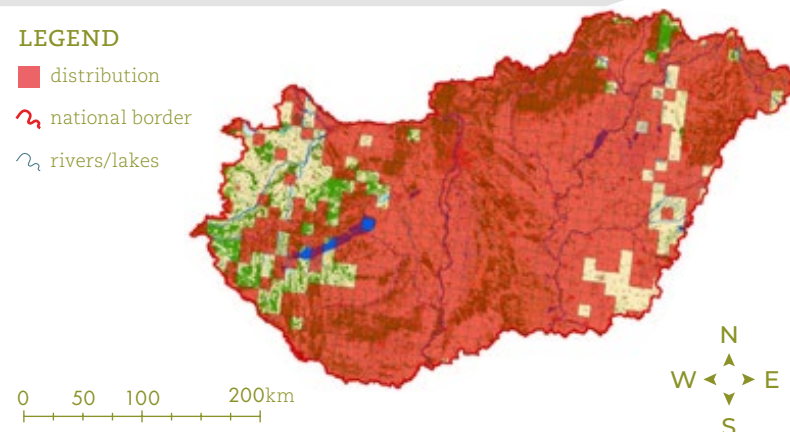 LEGEND
distribution
national border
rivers/lakes
0 50 100 200km
N
W E
S